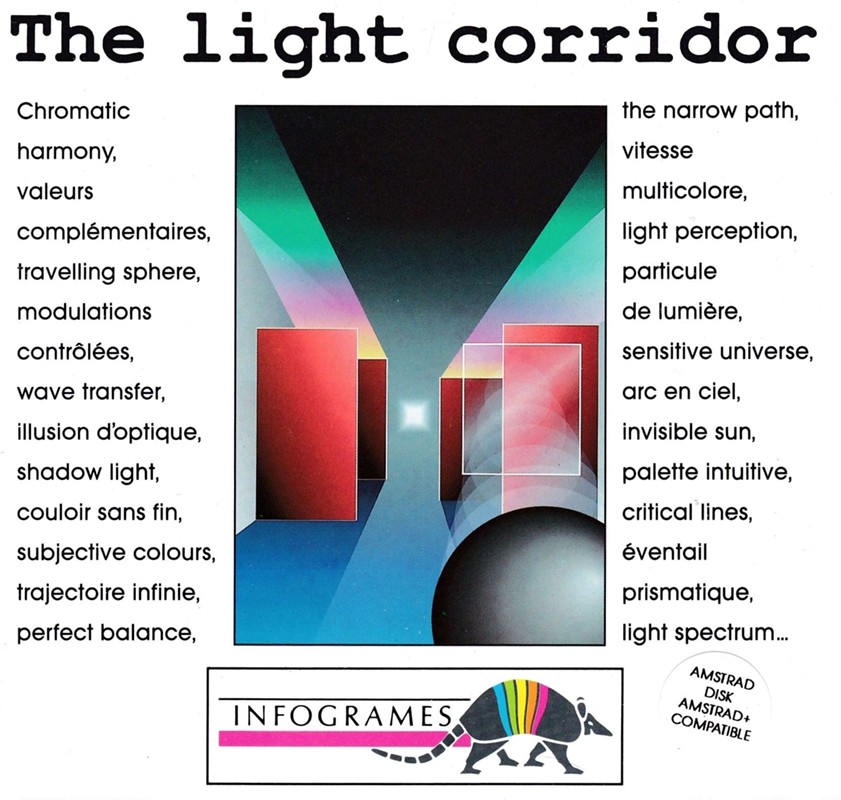 The light corridor
Chromatic
harmony,
valeurs
complémentaires,
travelling sphere,
modulations
contrôlées,
wave transfer,
illusion d'optique,
shadow light,
couloir sans fin,
subjective colours,
trajectoire infinie,
perfect balance,
the narrow path,
vitesse
multicolore,
light perception,
particule
de lumière,
sensitive universe,
arc en ciel,
invisible sun,
palette intuitive,
critical lines,
éventail
prismatique,
light spectrum...
INFOGRAMES
AMSTRAD
DISK
AMSTRAD+
COMPATIBLE